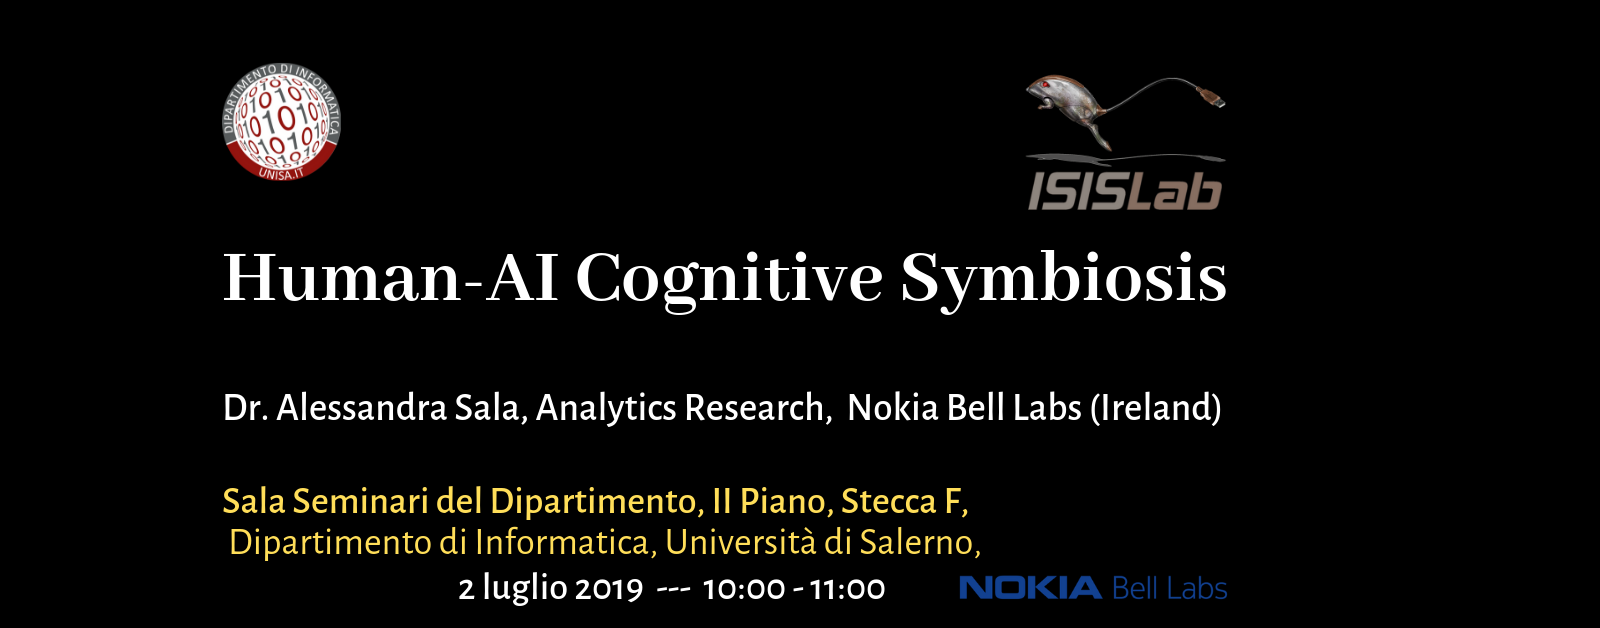 DIPARTIMENTO DI INFORMATICA
UNISA.IT
ISISLab
Human-AI Cognitive Symbiosis
Dr. Alessandra Sala, Analytics Research, Nokia Bell Labs (Ireland)
Sala Seminari del Dipartimento, II Piano, Stecca F,
Dipartimento di Informatica, Università di Salerno,
2 luglio 2019 --- 10:00 - 11:00
NOKIA Bell Labs